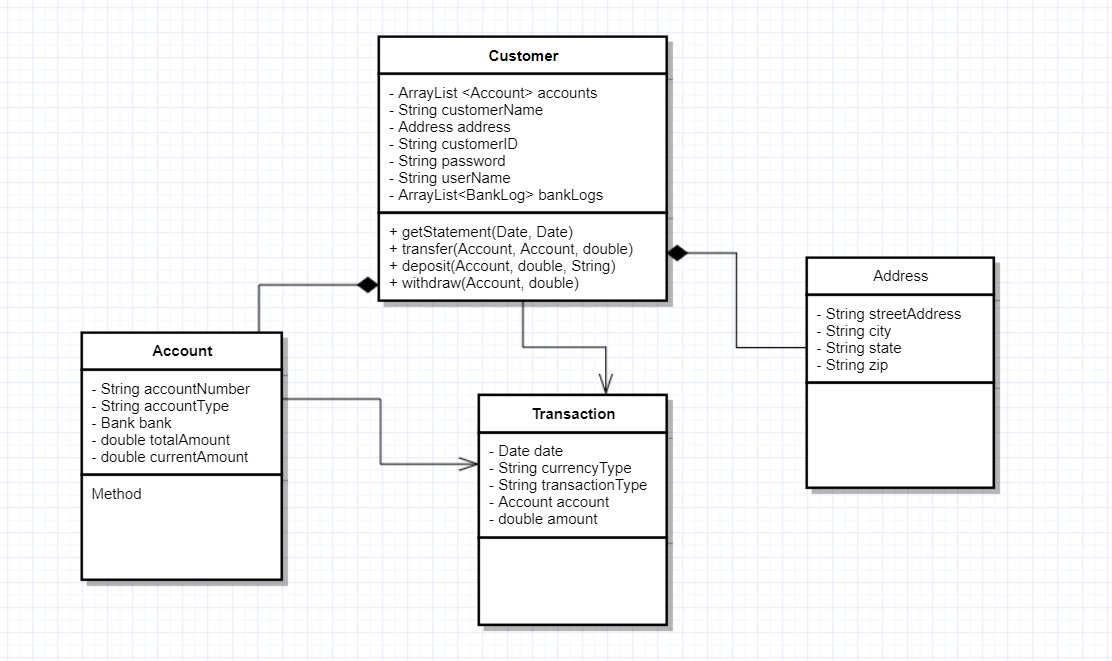 Customer
- ArrayList <Account> accounts
- String customerName
- Address address
- String customerID
- String password
- String userName
- ArrayList<BankLog> bankLogs
+ getStatement(Date, Date)
+ transfer(Account, Account, double)
+ deposit(Account, double, String)
+ withdraw(Account, double)
Address
- String streetAddress
- String city
- String state
- String zip
Account
- String accountNumber
- String accountType
- Bank bank
- double totalAmount
- double currentAmount
Method
Transaction
- Date date
- String currencyType
- String transactionType
- Account account
- double amount